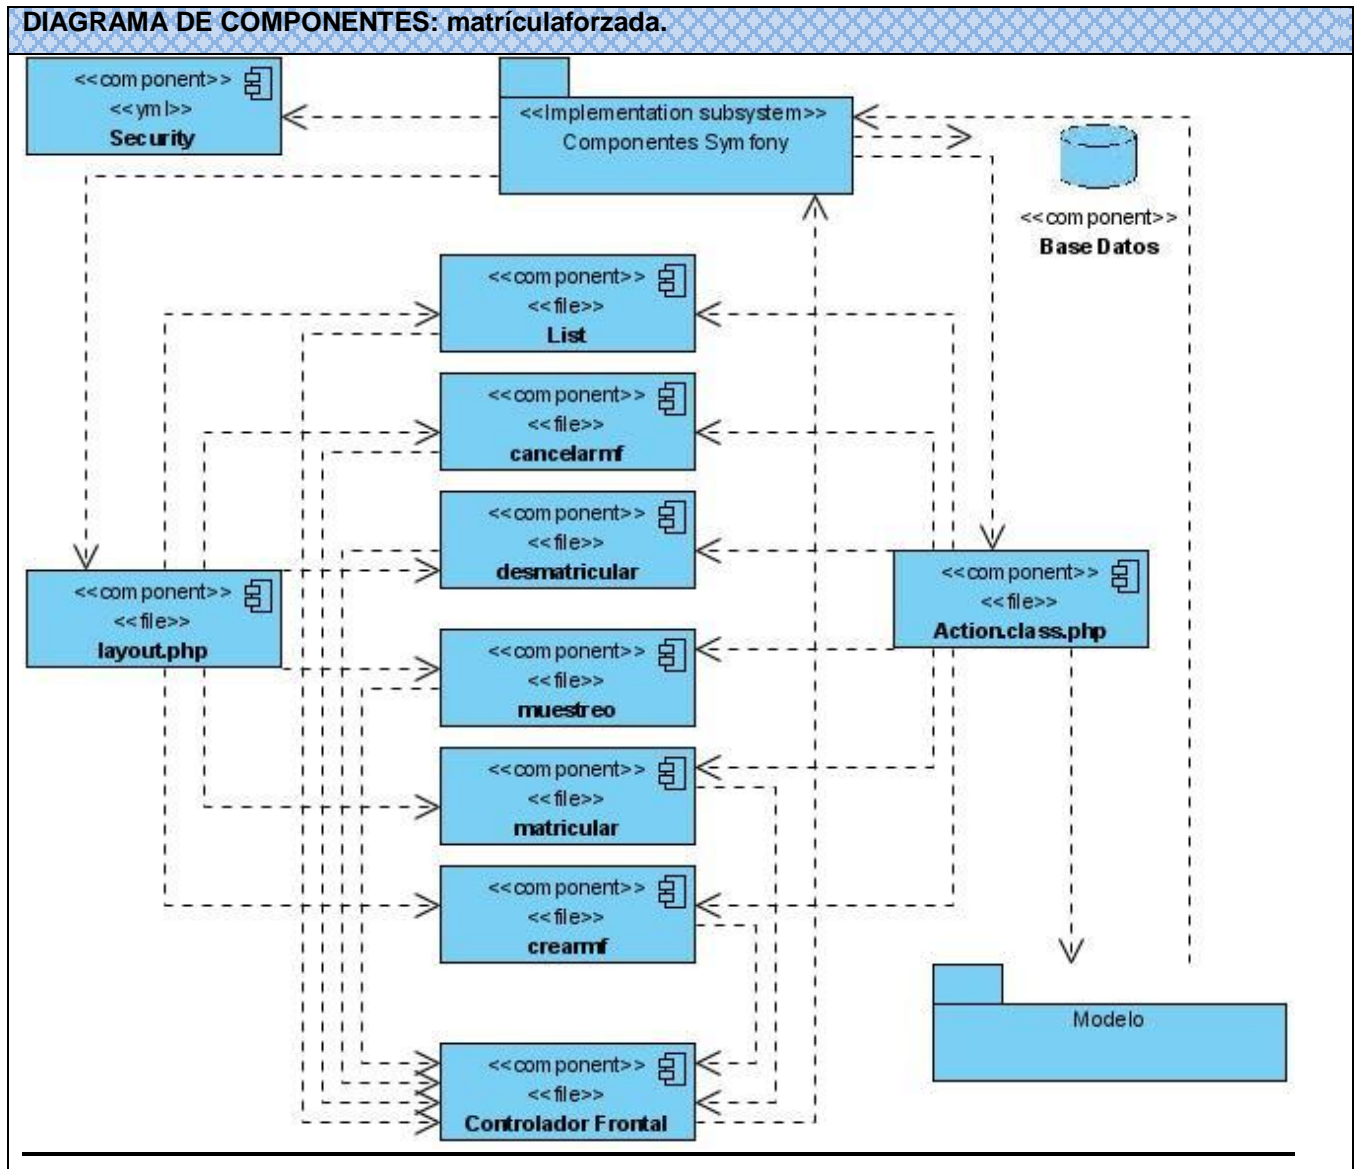 DIAGRAMA DE COMPONENTES: matrículaforzada.
<<component>>
<<yml>>
Security
<<Implementation subsystem>>
Componentes Symfony
<<component>>
Base Datos
<<component>>
<<file>>
List
<<component>>
<<file>>
cancelarmf
<<component>>
<<file>>
desmatricular
<<component>>
<<file>>
layout.php
<<component>>
<<file>>
Action.class.php
<<component>>
<<file>>
muestreo
<<component>>
<<file>>
matricular
<<component>>
<<file>>
crearmf
Modelo
<<component>>
<<file>>
Controlador Frontal